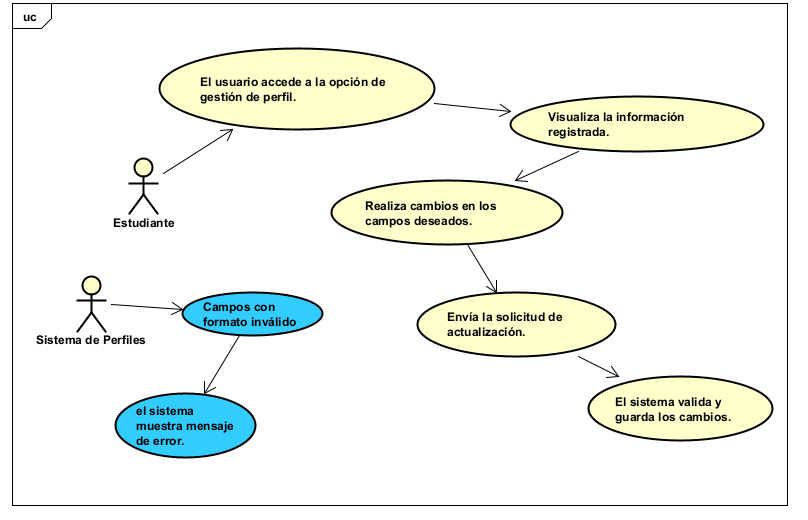 uc
El usuario accede a la opción de
gestión de perfil.
Visualiza la información
registrada.
Estudiante
Realiza cambios en los
campos deseados.
Sistema de Perfiles
Campos con
formato inválido
Envía la solicitud de
actualización.
el sistema
muestra mensaje
de error.
El sistema valida y
guarda los cambios.